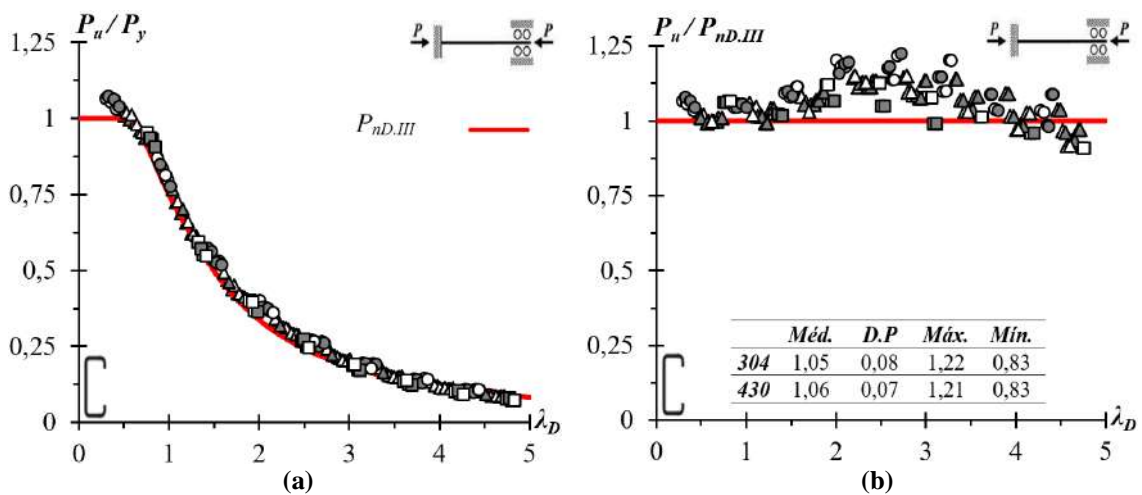 P_u / P_y
1,25
1
0,75
0,5
0,25
0
0 1 2 3 4 5
λ_D
P P
P_nD.III
(a)
P_u / P_nD.III
1,25
1
0,75
0,5
0,25
0
0 1 2 3 4 5
λ_D
P P
Méd. D.P Máx. Mín.
304 1,05 0,08 1,22 0,83
430 1,06 0,07 1,21 0,83
(b)